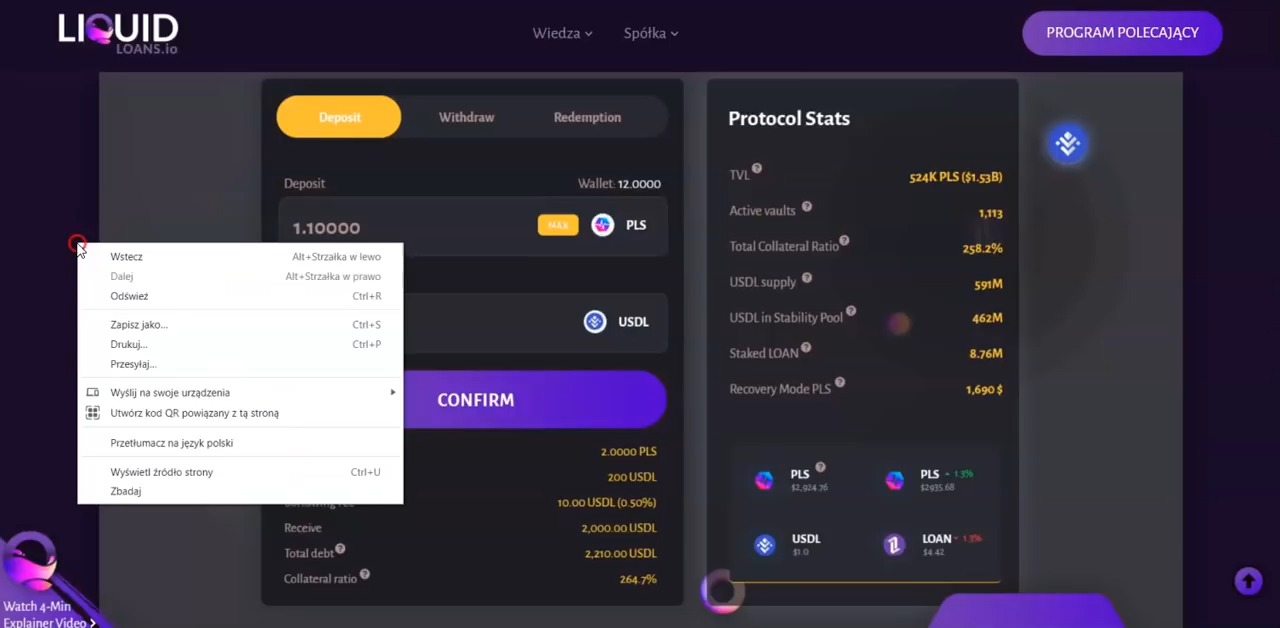 LIQUID
LOANS.io
Wiedza
Spółka
PROGRAM POLECAJĄCY
Deposit
Withdraw
Redemption
Deposit
Wallet: 12.0000
1.10000
MAX
PLS
USDL
CONFIRM
2.0000 PLS
200 USDL
10.00 USDL (0.50%)
Receive
2,000.00 USDL
Total debt
2,210.00 USDL
Collateral ratio
264.7%
Wstecz
Alt+Strzałka w lewo
Dalej
Alt+Strzałka w prawo
Odśwież
Ctrl+R
Zapisz jako...
Ctrl+S
Drukuj...
Ctrl+P
Przesyłaj...
Wyślij na swoje urządzenia
Utwórz kod QR powiązany z tą stroną
Przetłumacz na język polski
Wyświetl źródło strony
Ctrl+U
Zbadaj
Protocol Stats
TVL
524K PLS ($1.53B)
Active vaults
1,113
Total Collateral Ratio
258.2%
USDL supply
591M
USDL in Stability Pool
462M
Staked LOAN
8.76M
Recovery Mode PLS
1,690 $
PLS
$2,924.76
PLS
1.3%
$2935.68
USDL
$1.0
LOAN
1.3%
$4.42
Watch 4-Min
Explainer Video